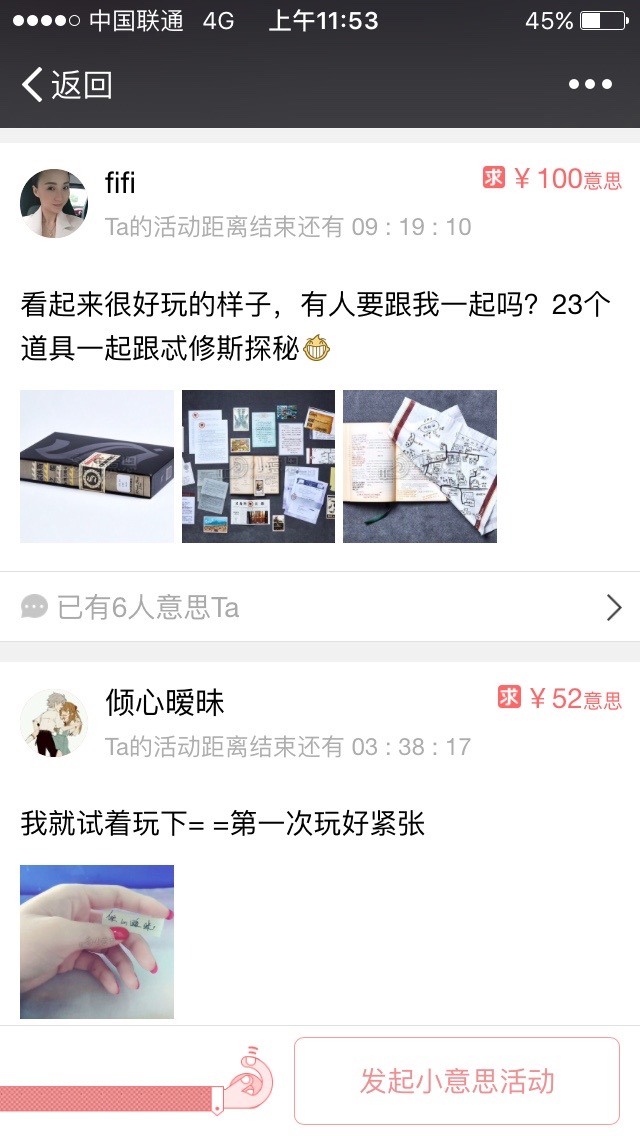 中国联通 4G 上午11:53 45%
返回
fifi
求 ¥100意思
Ta的活动距离结束还有 09 : 19 : 10
看起来很好玩的样子，有人要跟我一起吗？23个
道具一起跟忒修斯探秘
已有6人意思Ta
倾心暧昧
求 ¥52意思
Ta的活动距离结束还有 03 : 38 : 17
我就试着玩下= =第一次玩好紧张
发起小意思活动